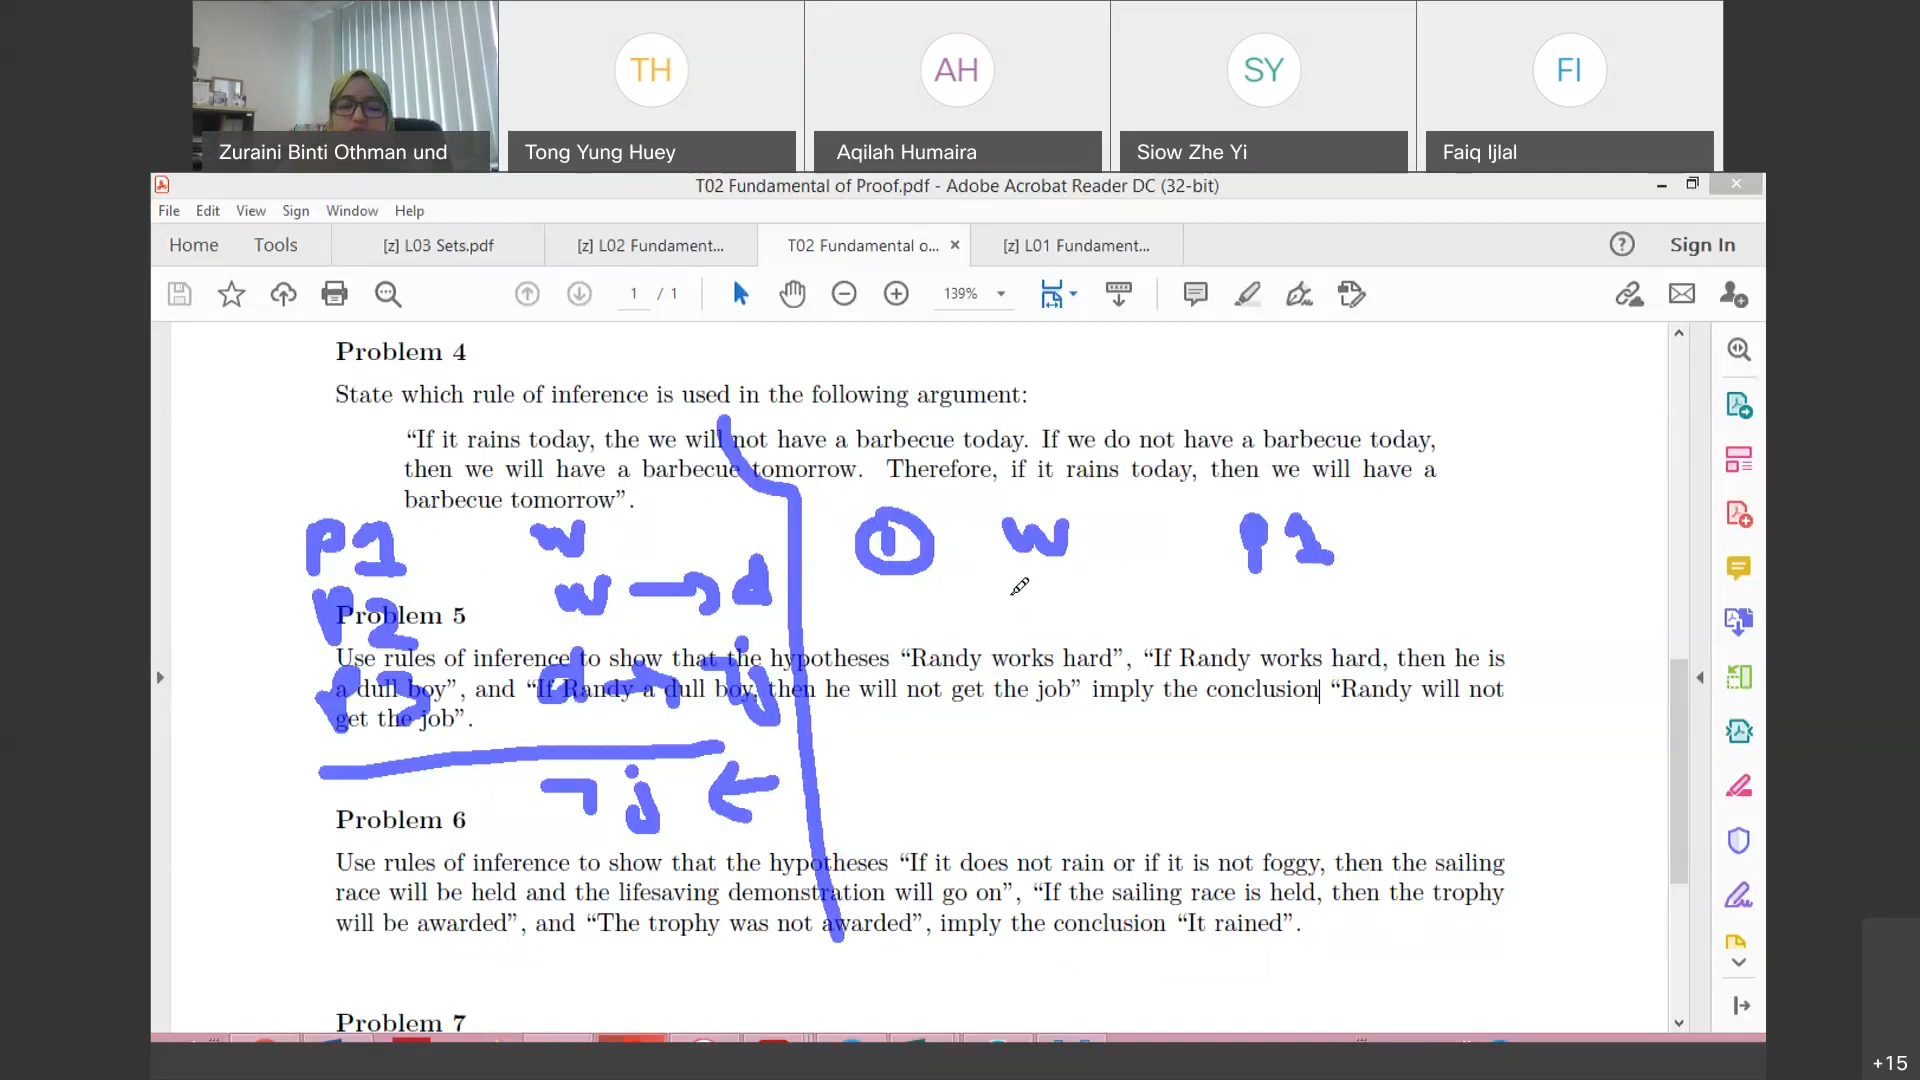 TH
AH
SY
FI
Zuraini Binti Othman und
Tong Yung Huey
Aqilah Humaira
Siow Zhe Yi
Faiq Ijlal
T02 Fundamental of Proof.pdf - Adobe Acrobat Reader DC (32-bit)
File Edit View Sign Window Help
Home Tools [z] L03 Sets.pdf [z] L02 Fundament... T02 Fundamental o... × [z] L01 Fundament... Sign In
1 / 1 139%
Problem 4
State which rule of inference is used in the following argument:
“If it rains today, the we will not have a barbecue today. If we do not have a barbecue today,
then we will have a barbecue tomorrow. Therefore, if it rains today, then we will have a
barbecue tomorrow”.
P1 w
① w P1
P2 w → d
Problem 5
Use rules of inference to show that the hypotheses “Randy works hard”, “If Randy works hard, then he is
a dull boy”, and “If Randy a dull boy, then he will not get the job” imply the conclusion “Randy will not
get the job”.
P3 d → ¬j
¬j ←
Problem 6
Use rules of inference to show that the hypotheses “If it does not rain or if it is not foggy, then the sailing
race will be held and the lifesaving demonstration will go on”, “If the sailing race is held, then the trophy
will be awarded”, and “The trophy was not awarded”, imply the conclusion “It rained”.
Problem 7
+15